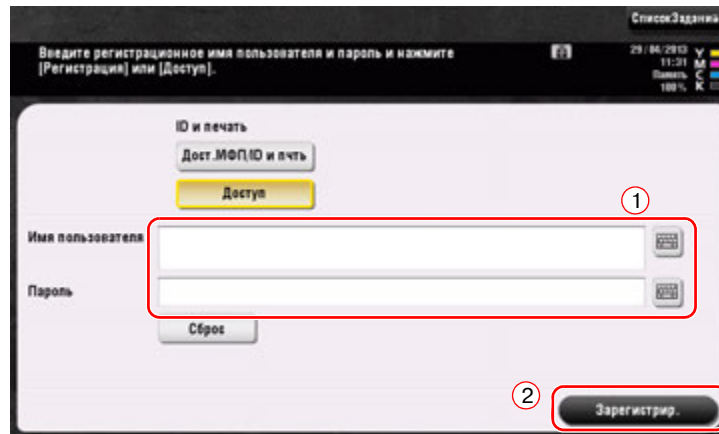 СписокЗаданий
Введите регистрационное имя пользователя и пароль и нажмите
[Регистрация] или [Доступ].
29/04/2013
11:31
Память
100%
Y
M
C
K
ID и печать
Дост.МФП/ID и пчть
Доступ
1
Имя пользователя
Пароль
Сброс
2
Зарегистрир.